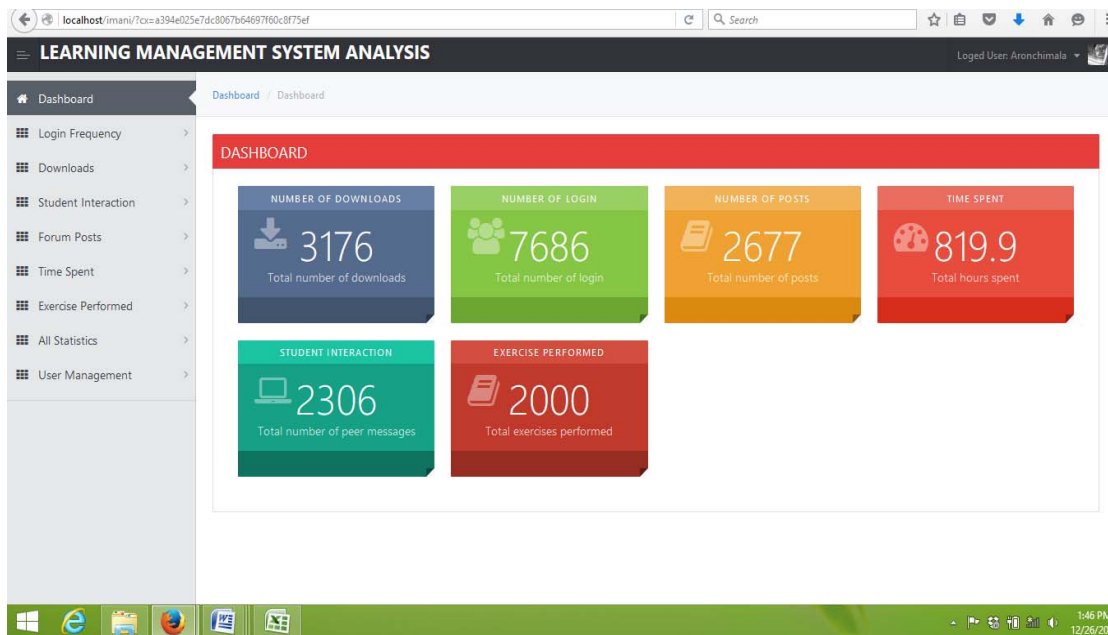 localhost/imani/?cx=a394e025e7dc8067b64697f60c8f75ef
Search
LEARNING MANAGEMENT SYSTEM ANALYSIS
Loged User: Aronchimala
Dashboard
Login Frequency
Downloads
Student Interaction
Forum Posts
Time Spent
Exercise Performed
All Statistics
User Management
Dashboard / Dashboard
DASHBOARD
NUMBER OF DOWNLOADS
3176
Total number of downloads
NUMBER OF LOGIN
7686
Total number of login
NUMBER OF POSTS
2677
Total number of posts
TIME SPENT
819.9
Total hours spent
STUDENT INTERACTION
2306
Total number of peer messages
EXERCISE PERFORMED
2000
Total exercises performed
1:46 PM
12/26/20